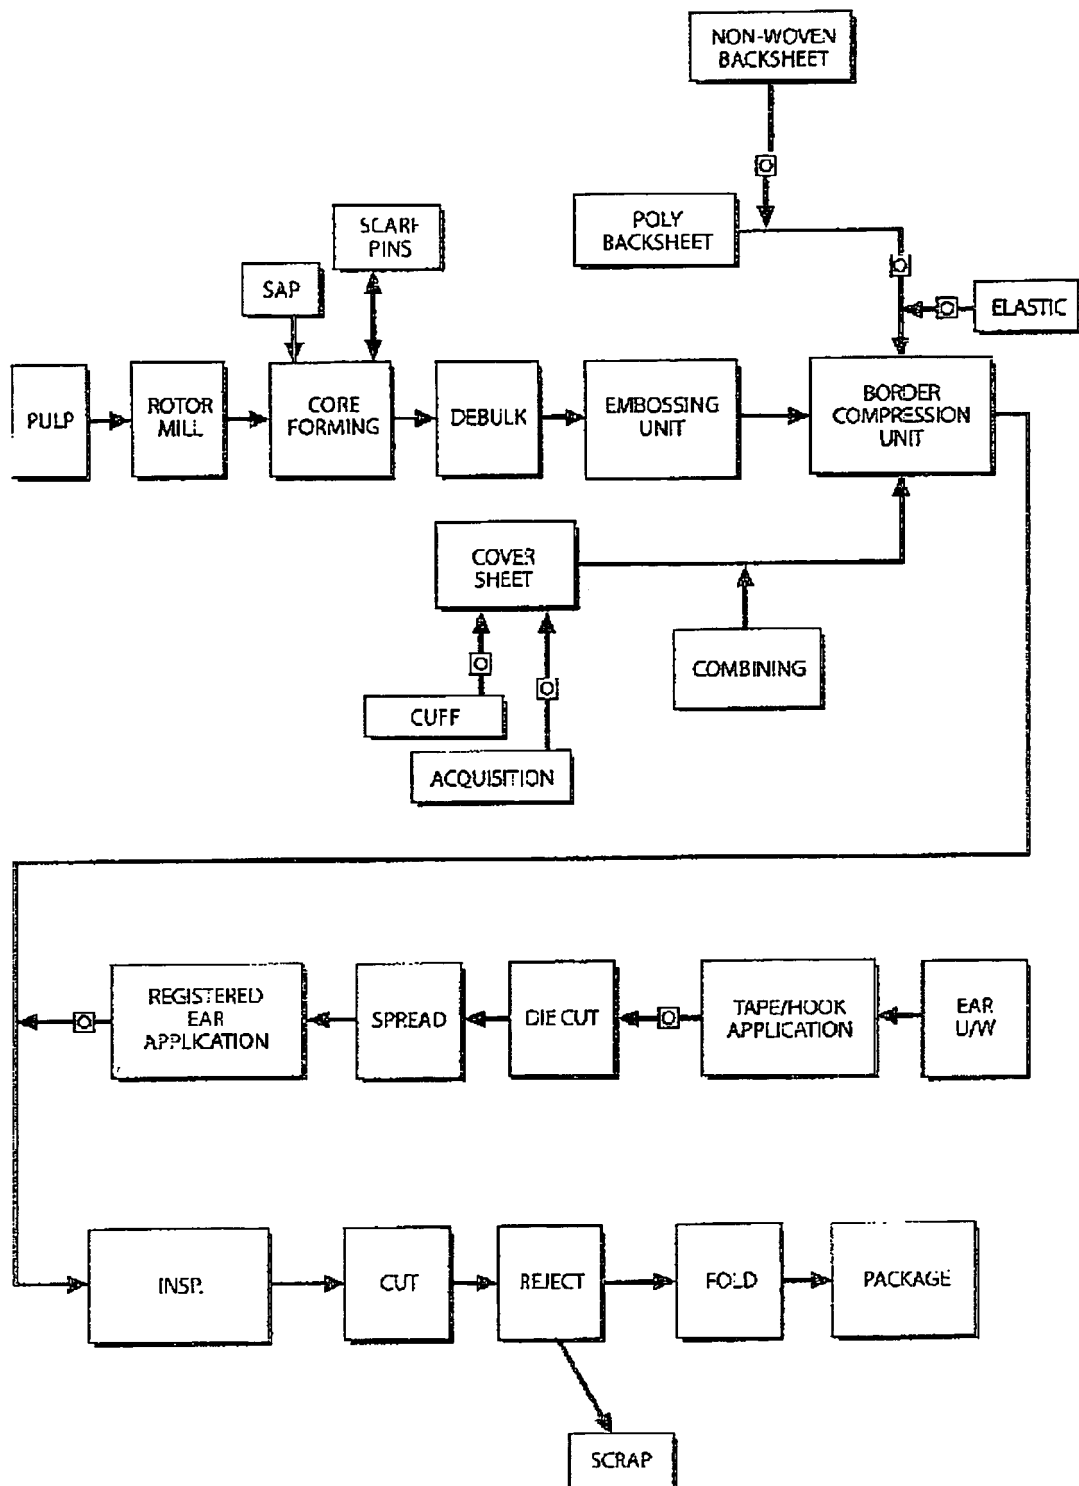 NON-WOVEN
BACKSHEET
POLY
BACKSHEET
SCARF
PINS
SAP
ELASTIC
PULP
ROTOR
MILL
CORE
FORMING
DEBULK
EMBOSSING
UNIT
BORDER
COMPRESSION
UNIT
COVER
SHEET
COMBINING
CUFF
ACQUISITION
REGISTERED
EAR
APPLICATION
SPREAD
DIE CUT
TAPE/HOOK
APPLICATION
EAR
U/W
INSP.
CUT
REJECT
FOLD
PACKAGE
SCRAP